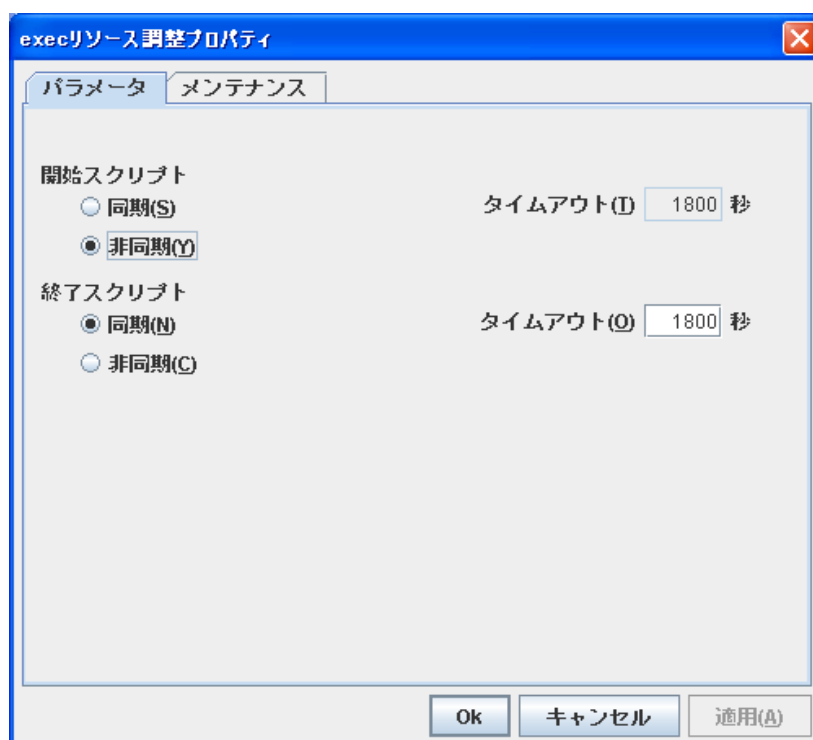 execリソース調整プロパティ
パラメータ メンテナンス
開始スクリプト
同期(S) タイムアウト(T) 1800 秒
非同期(Y)
終了スクリプト
同期(N) タイムアウト(O) 1800 秒
非同期(C)
Ok キャンセル 適用(A)